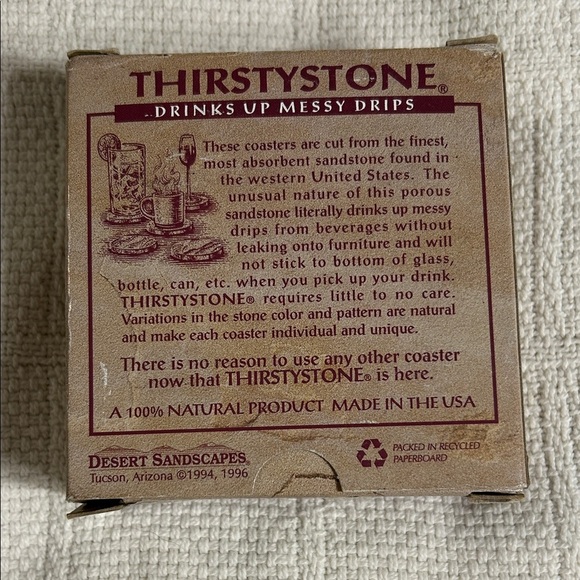 THIRSTYSTONE®
DRINKS UP MESSY DRIPS
These coasters are cut from the finest,
most absorbent sandstone found in
the western United States. The
unusual nature of this porous
sandstone literally drinks up messy
drips from beverages without
leaking onto furniture and will
not stick to bottom of glass,
bottle, can, etc. when you pick up your drink.
THIRSTYSTONE® requires little to no care.
Variations in the stone color and pattern are natural
and make each coaster individual and unique.
There is no reason to use any other coaster
now that THIRSTYSTONE® is here.
A 100% NATURAL PRODUCT MADE IN THE USA
DESERT SANDSCAPES®
Tucson, Arizona ©1994, 1996
PACKED IN RECYCLED
PAPERBOARD